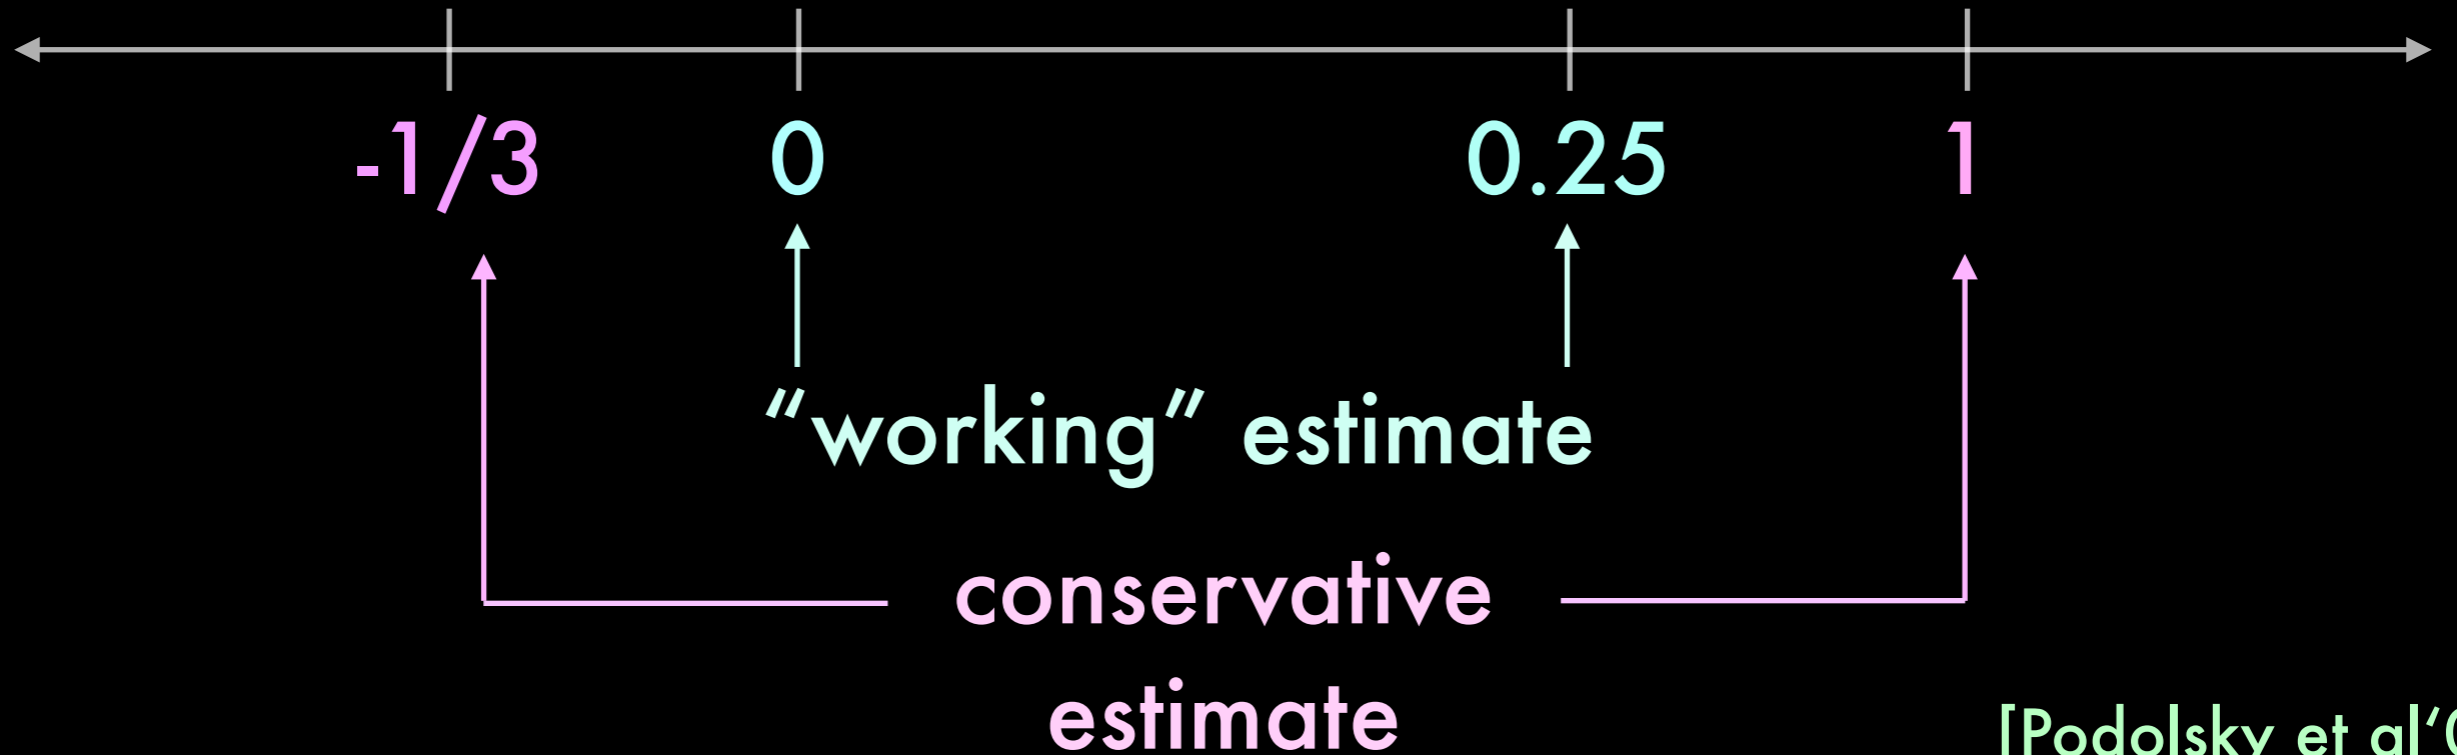 -1/3 0 0.25 1
“working” estimate
conservative
estimate
[Podolsky et al